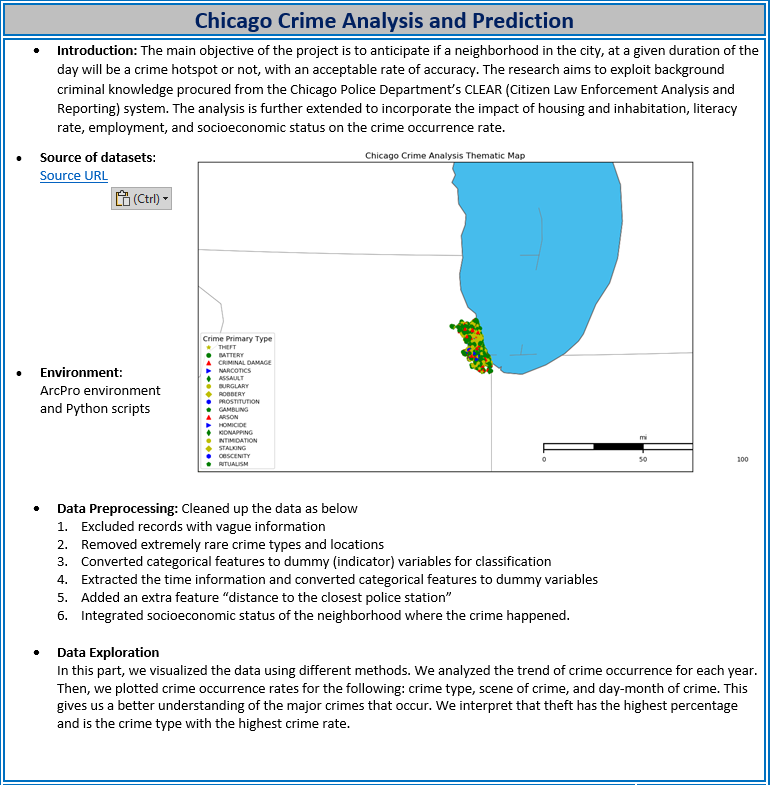 Chicago Crime Analysis and Prediction
• Introduction: The main objective of the project is to anticipate if a neighborhood in the city, at a given duration of the
day will be a crime hotspot or not, with an acceptable rate of accuracy. The research aims to exploit background
criminal knowledge procured from the Chicago Police Department's CLEAR (Citizen Law Enforcement Analysis and
Reporting) system. The analysis is further extended to incorporate the impact of housing and inhabitation, literacy
rate, employment, and socioeconomic status on the crime occurrence rate.
• Source of datasets:
Source URL
(Ctrl)
Chicago Crime Analysis Thematic Map
Crime Primary Type
THEFT
BATTERY
CRIMINAL DAMAGE
NARCOTICS
ASSAULT
BURGLARY
ROBBERY
PROSTITUTION
GAMBLING
ARSON
HOMICIDE
KIDNAPPING
INTIMIDATION
STALKING
OBSCENITY
RITUALISM
mi
0 50 100
• Environment:
ArcPro environment
and Python scripts
• Data Preprocessing: Cleaned up the data as below
1. Excluded records with vague information
2. Removed extremely rare crime types and locations
3. Converted categorical features to dummy (indicator) variables for classification
4. Extracted the time information and converted categorical features to dummy variables
5. Added an extra feature “distance to the closest police station”
6. Integrated socioeconomic status of the neighborhood where the crime happened.
• Data Exploration
In this part, we visualized the data using different methods. We analyzed the trend of crime occurrence for each year.
Then, we plotted crime occurrence rates for the following: crime type, scene of crime, and day-month of crime. This
gives us a better understanding of the major crimes that occur. We interpret that theft has the highest percentage
and is the crime type with the highest crime rate.